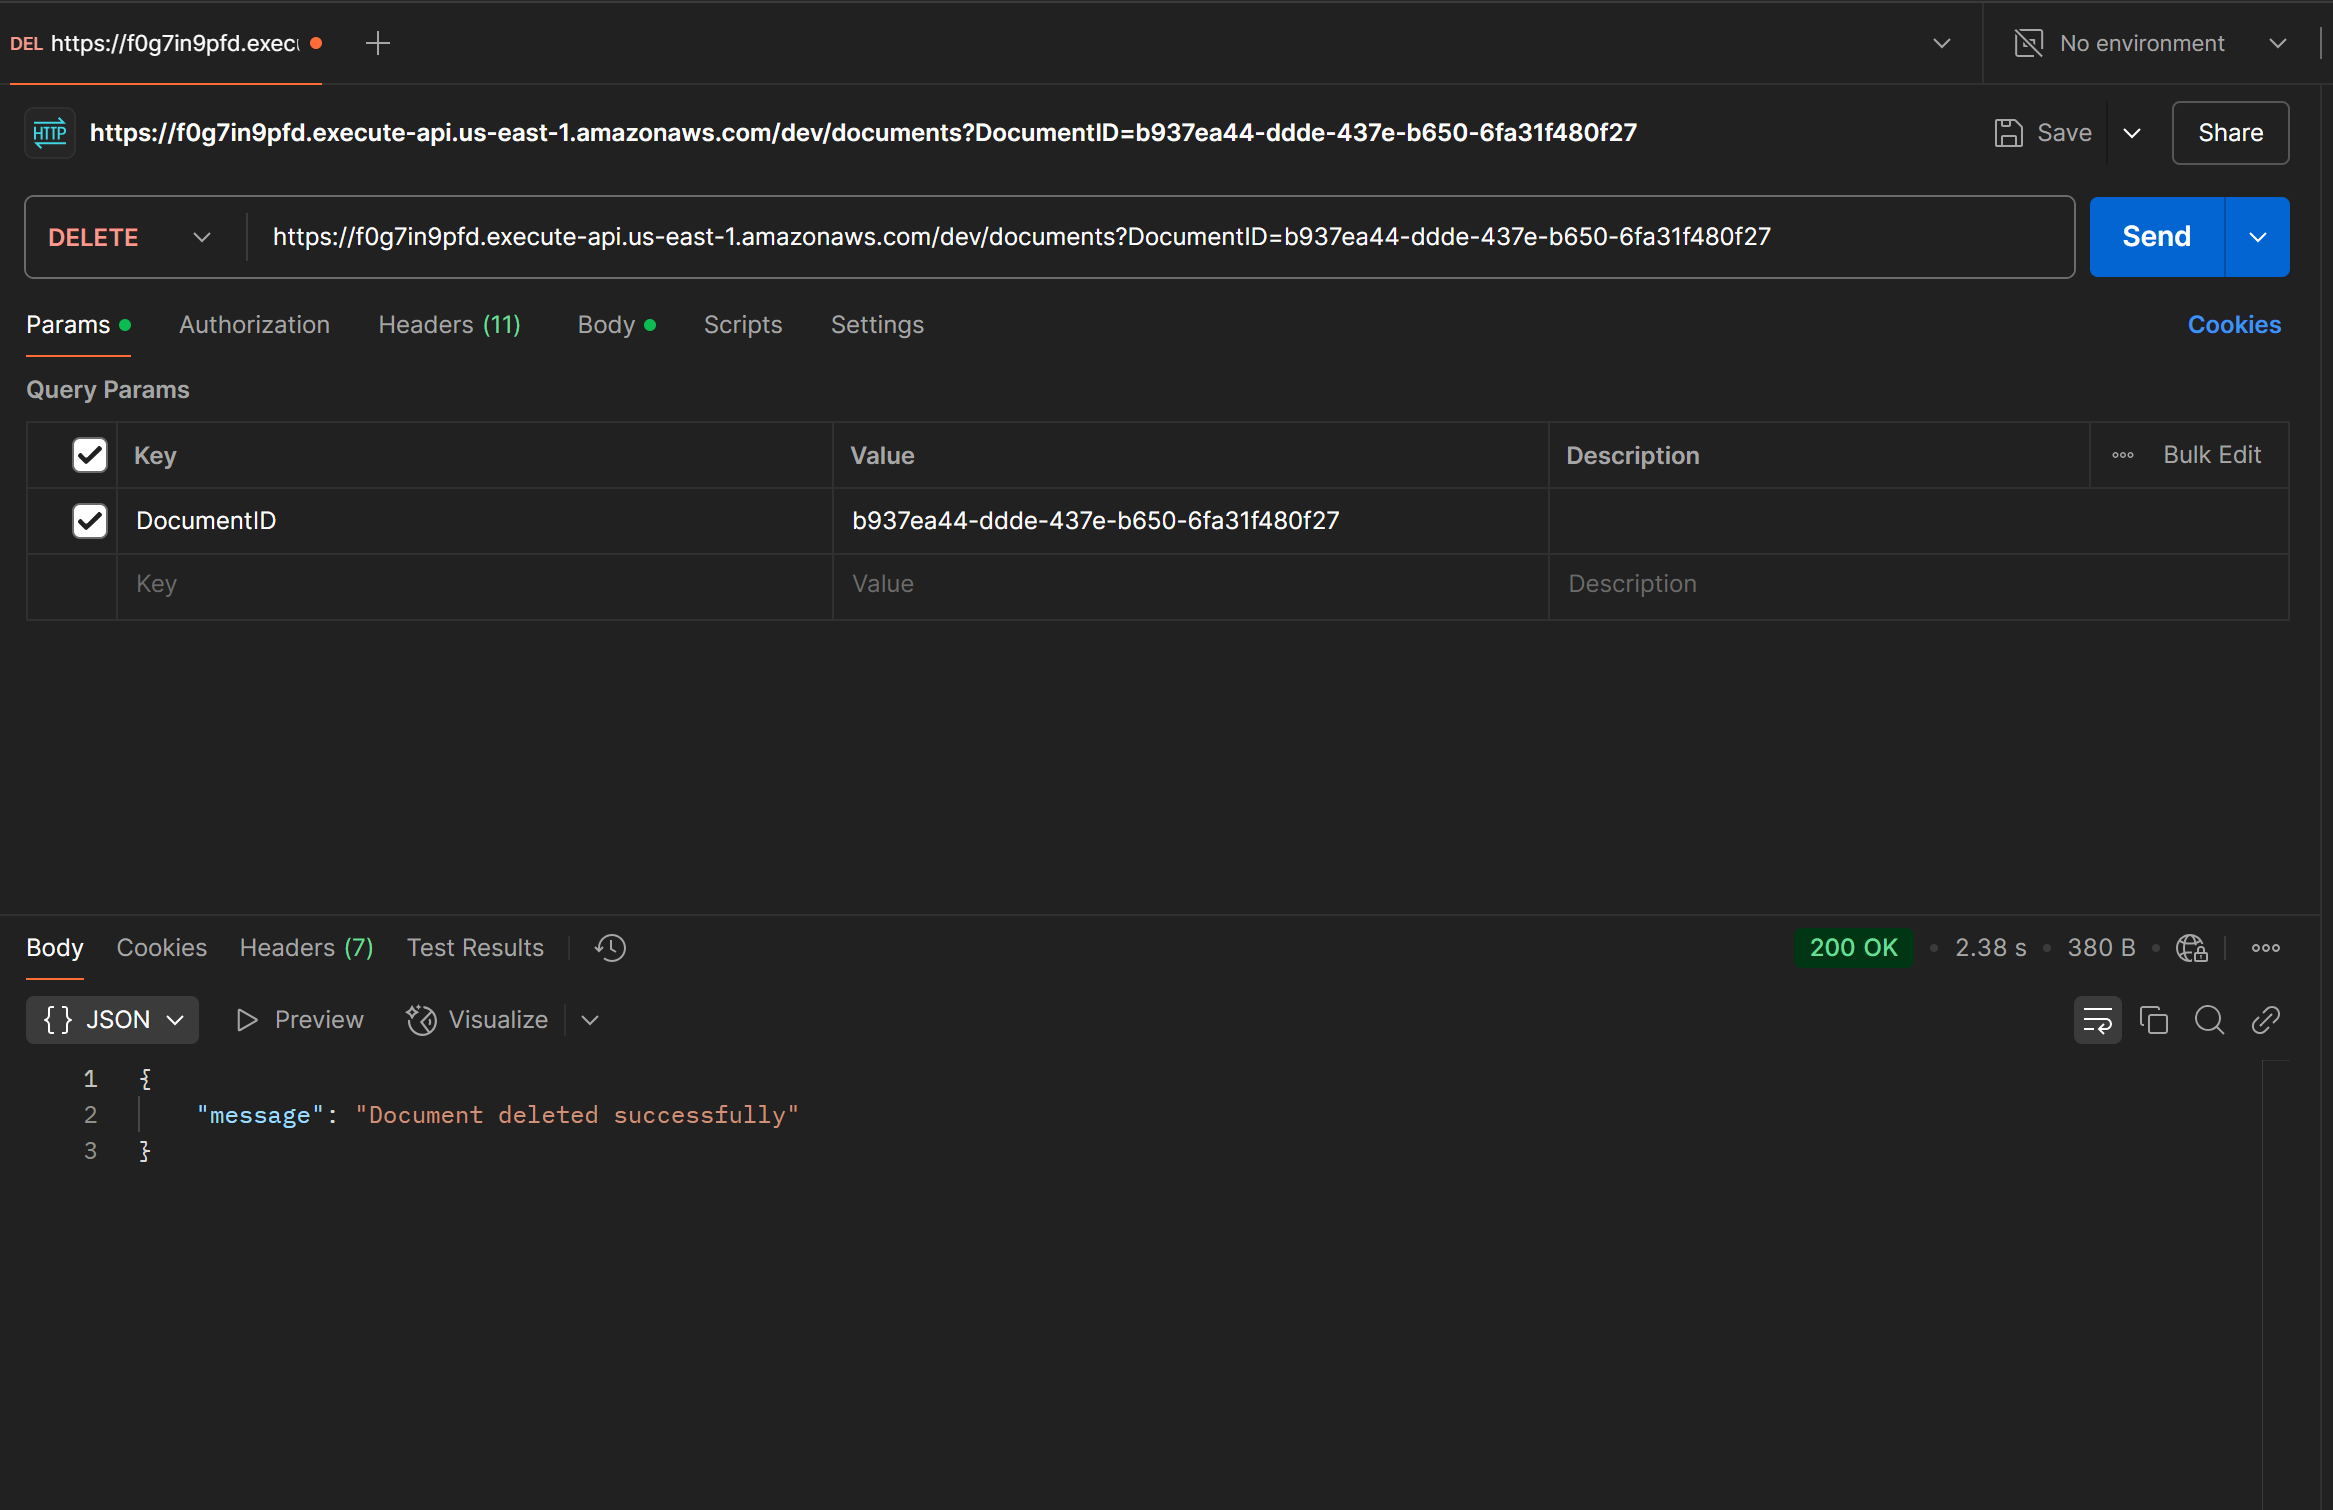 DEL https://f0g7in9pfd.exec
No environment
HTTP https://f0g7in9pfd.execute-api.us-east-1.amazonaws.com/dev/documents?DocumentID=b937ea44-ddde-437e-b650-6fa31f480f27
Save
Share
DELETE https://f0g7in9pfd.execute-api.us-east-1.amazonaws.com/dev/documents?DocumentID=b937ea44-ddde-437e-b650-6fa31f480f27
Send
Params Authorization Headers (11) Body Scripts Settings Cookies
Query Params
Key Value Description Bulk Edit
DocumentID b937ea44-ddde-437e-b650-6fa31f480f27
Key Value Description
Body Cookies Headers (7) Test Results 200 OK • 2.38 s • 380 B •
{} JSON Preview Visualize
1 {
2 "message": "Document deleted successfully"
3 }